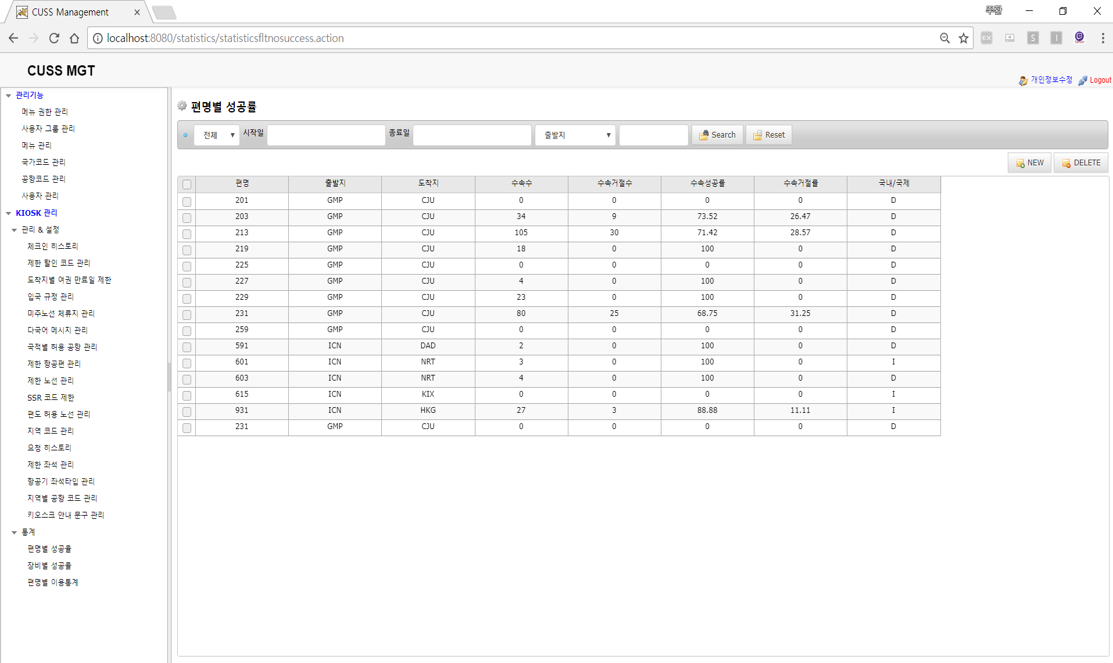 CUSS Management
주완
localhost:8080/statistics/statisticsfltnosuccess.action
CUSS MGT
개인정보수정 Logout
관리기능
메뉴 권한 관리
사용자 그룹 관리
메뉴 관리
국가코드 관리
공항코드 관리
사용자 관리
KIOSK 관리
관리 & 설정
체크인 히스토리
제한 할인 코드 관리
도착지별 여권 만료일 제한
입국 규정 관리
미주노선 체류지 관리
다국어 메시지 관리
국적별 허용 공항 관리
제한 항공편 관리
제한 노선 관리
SSR 코드 제한
편도 허용 노선 관리
지역 코드 관리
요청 히스토리
제한 좌석 관리
항공기 좌석타입 관리
지역별 공항 코드 관리
키오스크 안내 문구 관리
통계
편명별 성공률
장비별 성공률
편명별 이용통계
편명별 성공률
전체 시작일 종료일 출발지 Search Reset
NEW DELETE
편명 출발지 도착지 수속수 수속거절수 수속성공률 수속거절률 국내/국제
201 GMP CJU 0 0 0 0 D
203 GMP CJU 34 9 73.52 26.47 D
213 GMP CJU 105 30 71.42 28.57 D
219 GMP CJU 18 0 100 0 D
225 GMP CJU 0 0 0 0 D
227 GMP CJU 4 0 100 0 D
229 GMP CJU 23 0 100 0 D
231 GMP CJU 80 25 68.75 31.25 D
259 GMP CJU 0 0 0 0 D
591 ICN DAD 2 0 100 0 D
601 ICN NRT 3 0 100 0 I
603 ICN NRT 4 0 100 0 D
615 ICN KIX 0 0 0 0 I
931 ICN HKG 27 3 88.88 11.11 I
231 GMP CJU 0 0 0 0 D